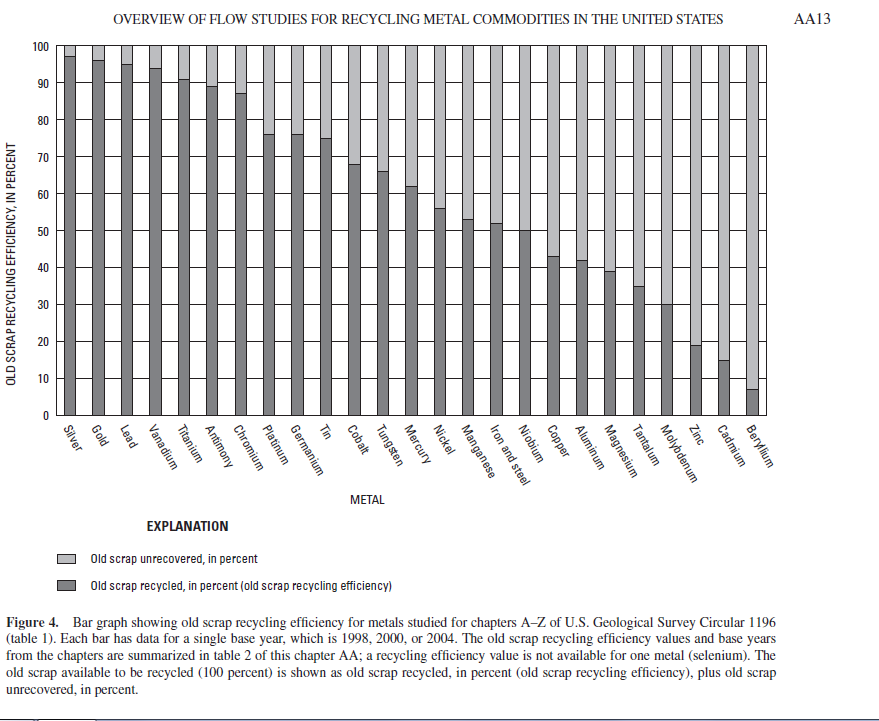 OVERVIEW OF FLOW STUDIES FOR RECYCLING METAL COMMODITIES IN THE UNITED STATES AA13
OLD SCRAP RECYCLING EFFICIENCY, IN PERCENT
100
90
80
70
60
50
40
30
20
10
0
Silver
Gold
Lead
Vanadium
Titanium
Antimony
Chromium
Platinum
Germanium
Tin
Cobalt
Tungsten
Mercury
Nickel
Manganese
Iron and steel
Niobium
Copper
Aluminum
Magnesium
Tantalum
Molybdenum
Zinc
Cadmium
Beryllium
METAL
EXPLANATION
Old scrap unrecovered, in percent
Old scrap recycled, in percent (old scrap recycling efficiency)
Figure 4. Bar graph showing old scrap recycling efficiency for metals studied for chapters A–Z of U.S. Geological Survey Circular 1196
(table 1). Each bar has data for a single base year, which is 1998, 2000, or 2004. The old scrap recycling efficiency values and base years
from the chapters are summarized in table 2 of this chapter AA; a recycling efficiency value is not available for one metal (selenium). The
old scrap available to be recycled (100 percent) is shown as old scrap recycled, in percent (old scrap recycling efficiency), plus old scrap
unrecovered, in percent.